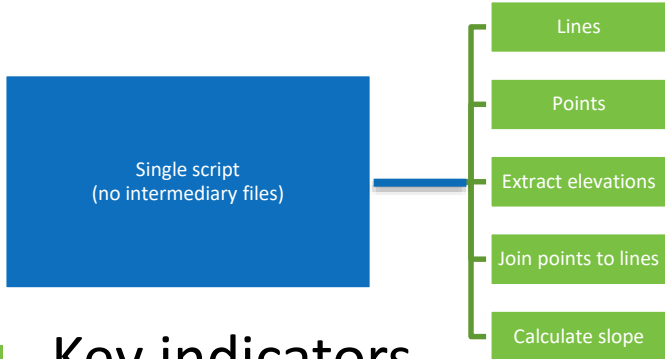 Single script
(no intermediary files)
Lines
Points
Extract elevations
Join points to lines
Calculate slope
Key indicators